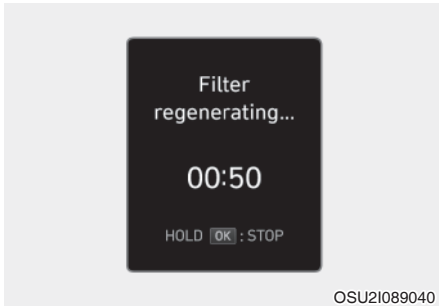 Filter
regenerating...
00:50
HOLD OK : STOP
OSU2I089040